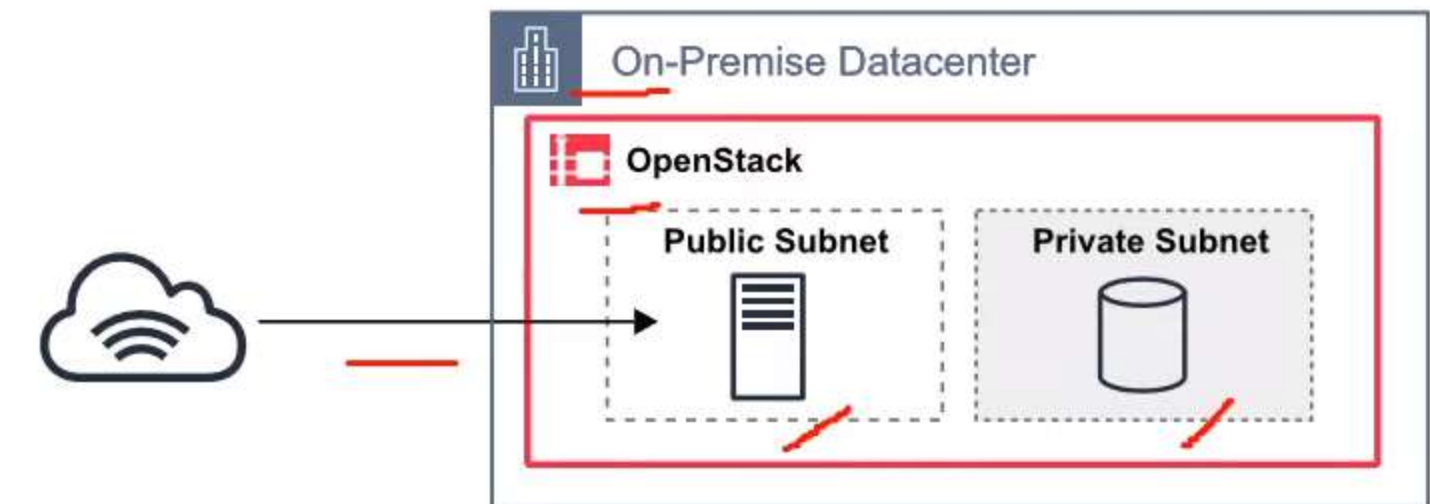 On-Premise Datacenter
OpenStack
Public Subnet
Private Subnet